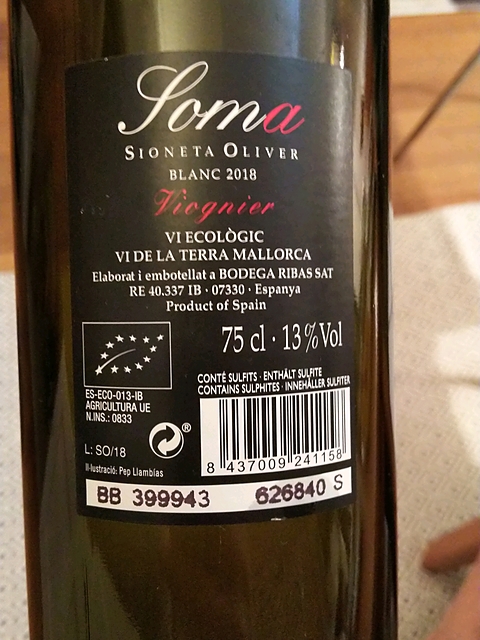 Soma
SIONETA OLIVER
BLANC 2018
Viognier
VI ECOLÒGIC
VI DE LA TERRA MALLORCA
Elaborat i embotellat a BODEGA RIBAS SAT
RE 40.337 IB · 07330 · Espanya
Product of Spain
75 cl · 13%Vol
CONTÉ SULFITS · ENTHÄLT SULFITE
CONTAINS SULPHITES · INNEHÅLLER SULFITER
ES-ECO-013-IB
AGRICULTURA UE
N.INS.: 0833
L: SO/18
Il·lustració: Pep Llambías
8 437009 241158
BB 399943 626840 S